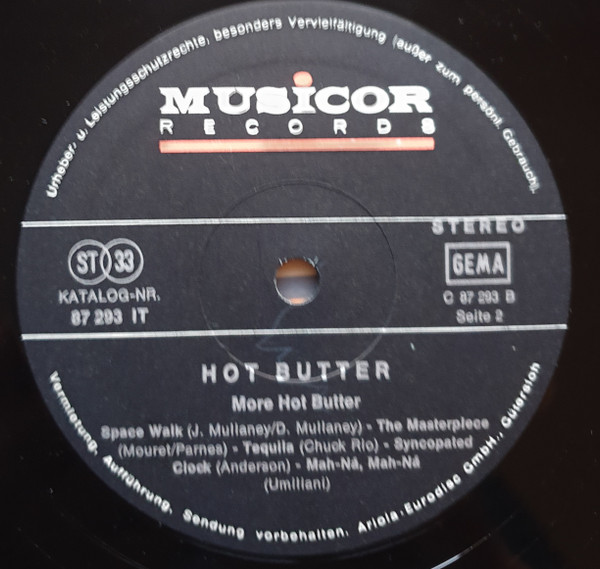 Urheber- u. Leistungsschutzrechte, besonders Vervielfältigung (außer zum persönl. Gebrauch),
MUSiCOR
RECORDS
STEREO
ST 33
GEMA
KATALOG-NR.
87 293 IT
C 87 293 B
Seite 2
HOT BUTTER
More Hot Butter
Space Walk (J. Mullaney/D. Mullaney) - The Masterpiece
(Mouret/Parnes) - Tequila (Chuck Rio) - Syncopated
Clock (Anderson) - Mah-Ná, Mah-Ná
(Umiliani)
Vermietung, Aufführung, Sendung vorbehalten. Ariola-Eurodisc GmbH., Gütersloh